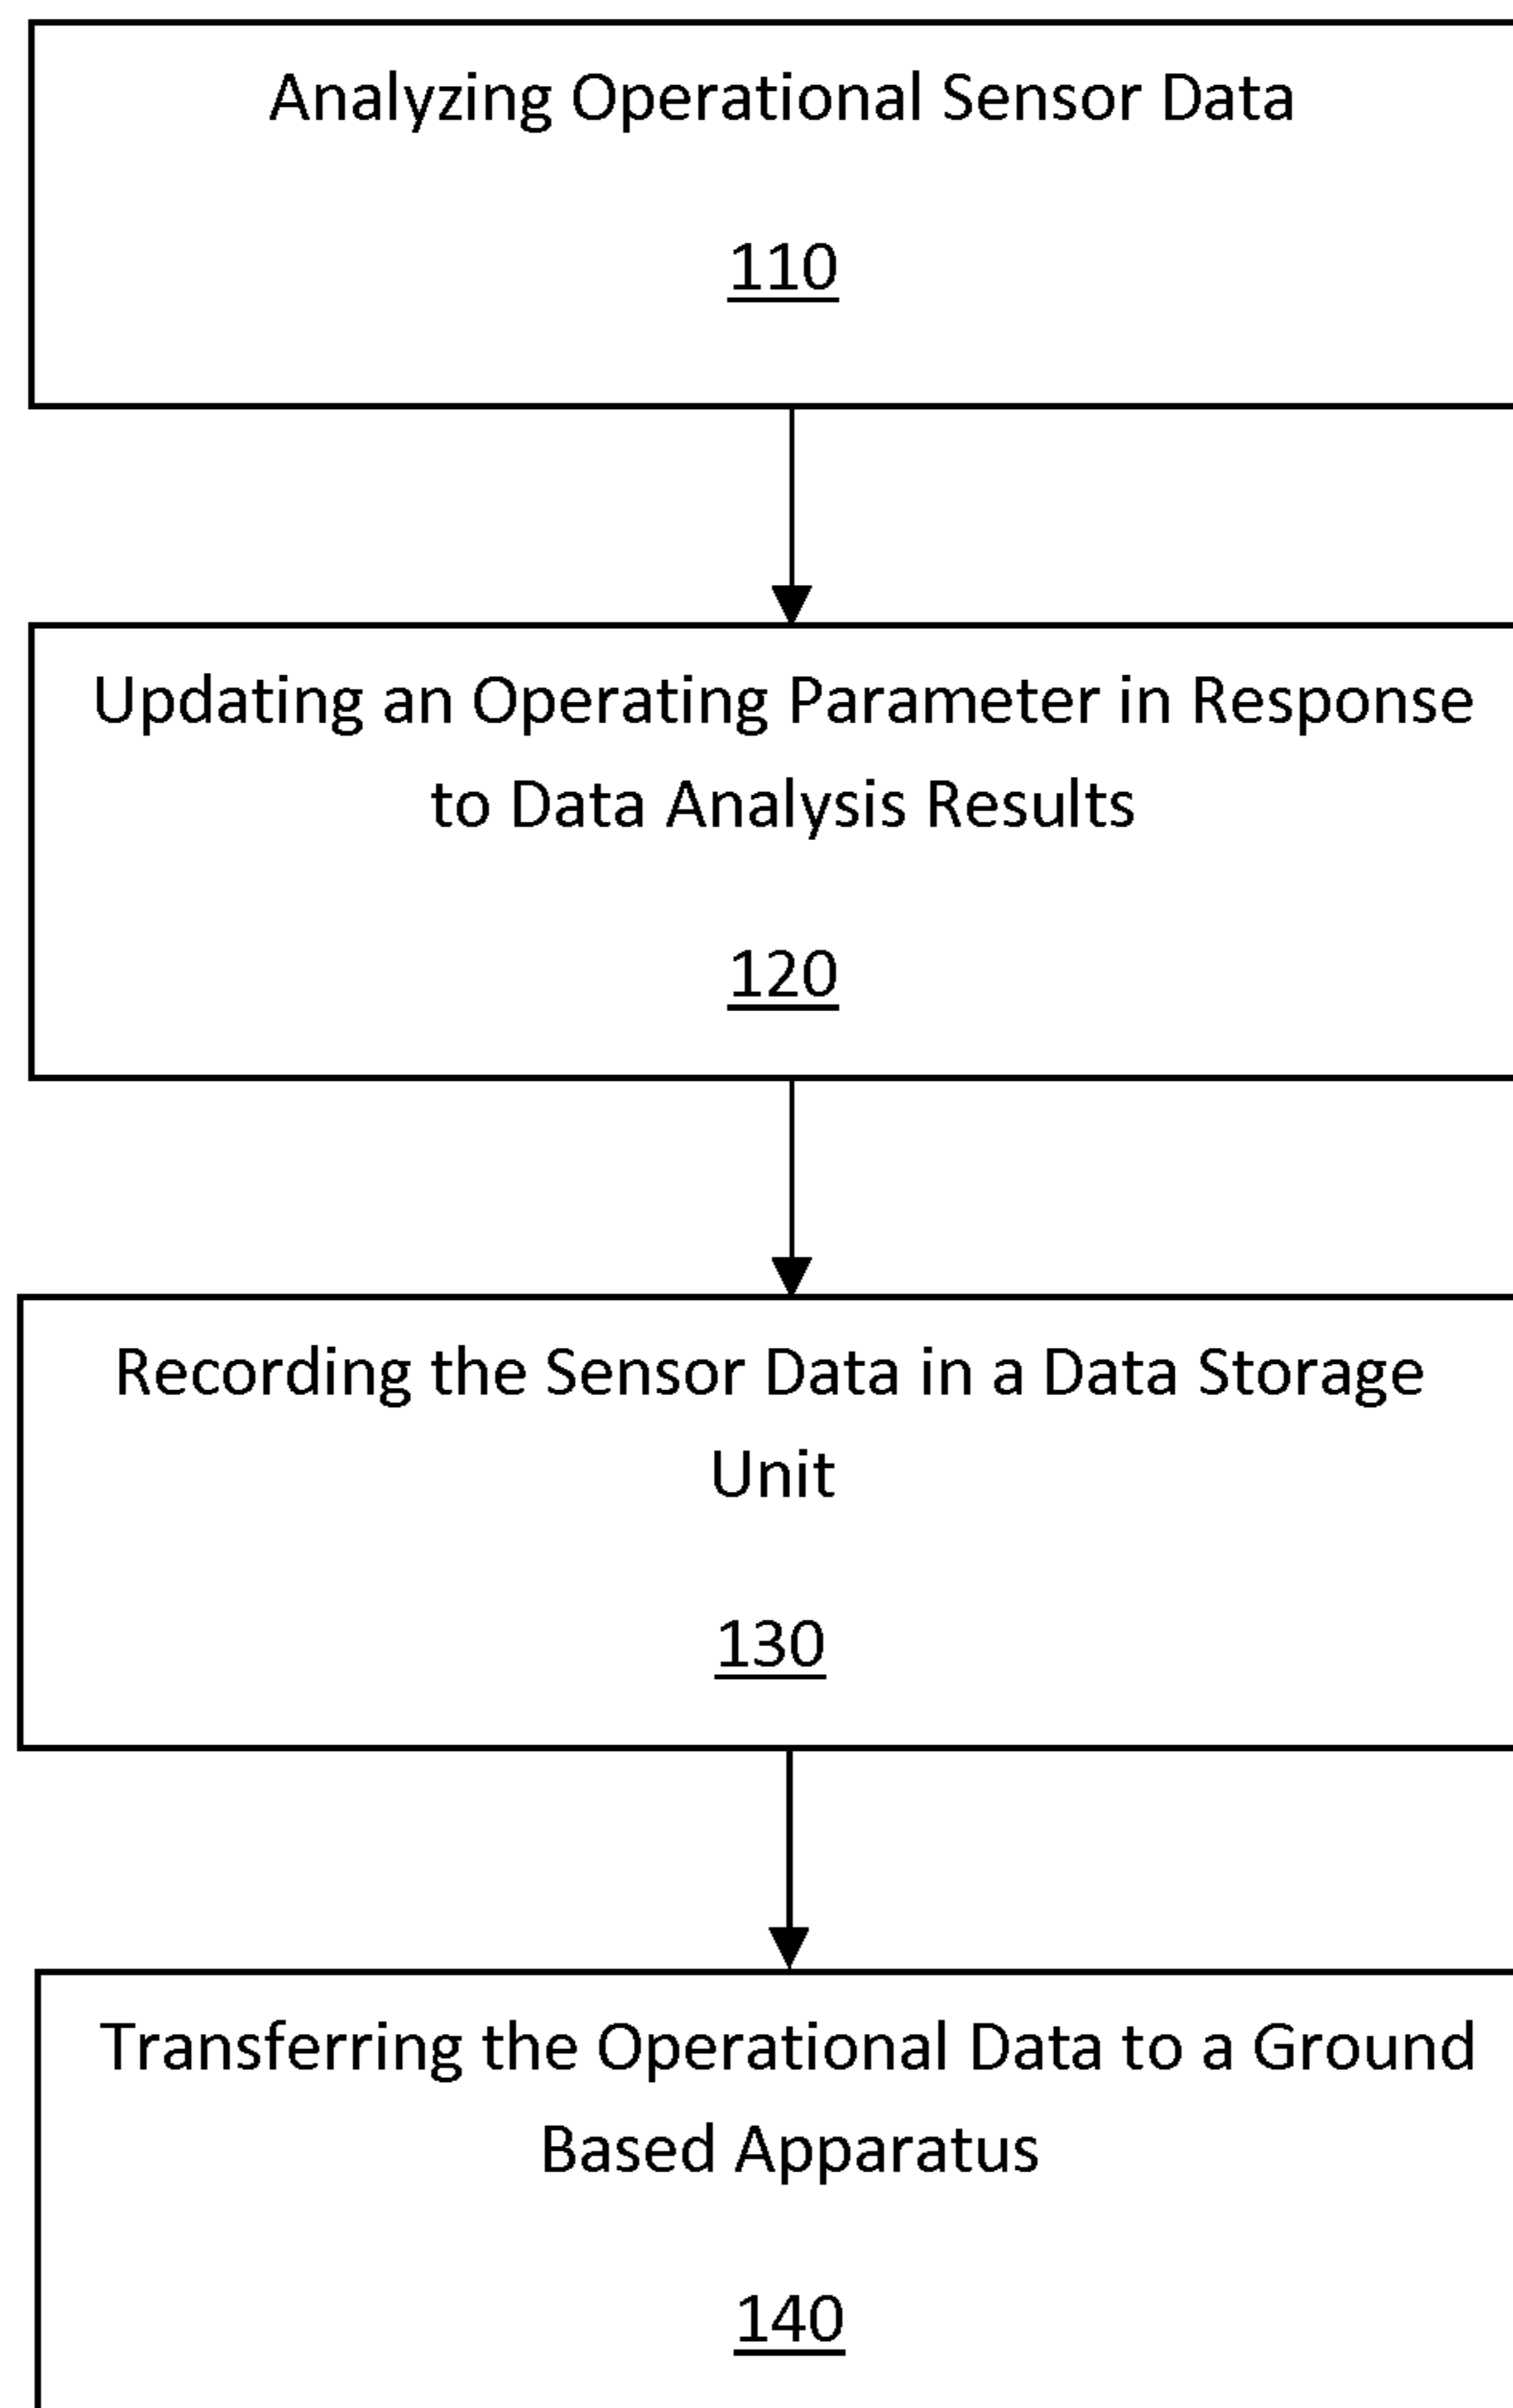 Analyzing Operational Sensor Data
110
Updating an Operating Parameter in Response
to Data Analysis Results
120
Recording the Sensor Data in a Data Storage
Unit
130
Transferring the Operational Data to a Ground
Based Apparatus
140